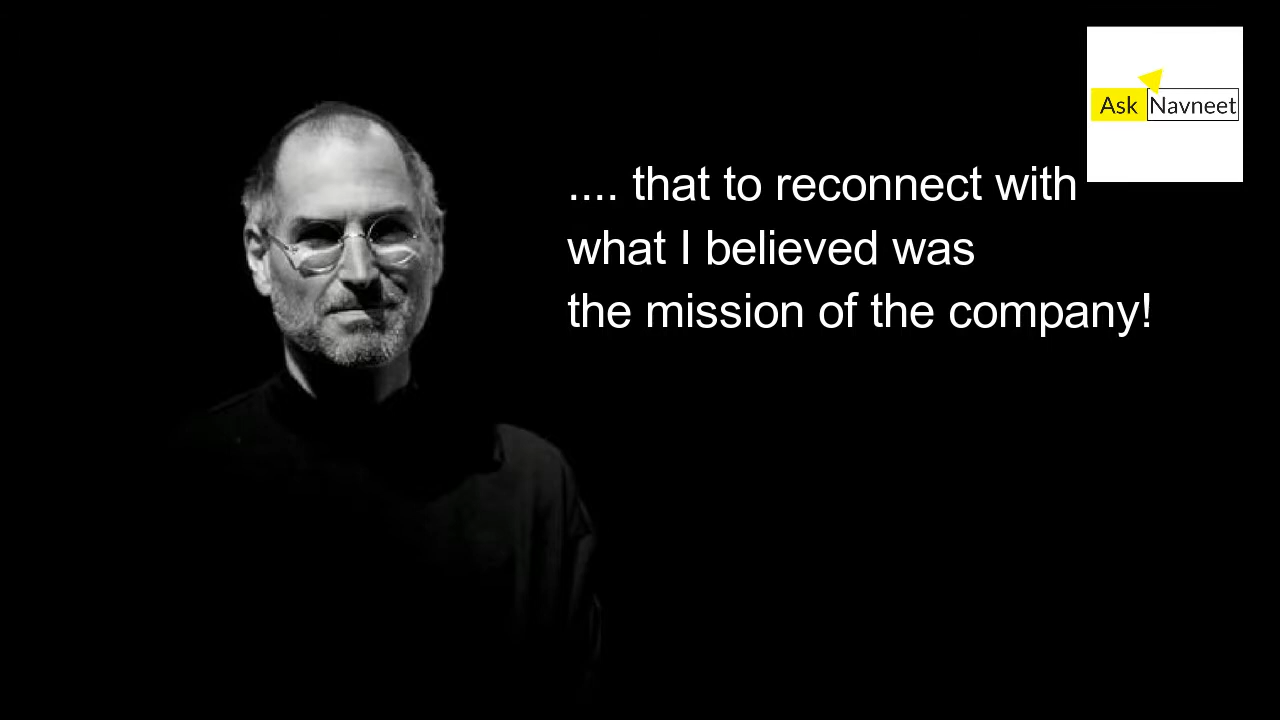 Ask Navneet
.... that to reconnect with
what I believed was
the mission of the company!